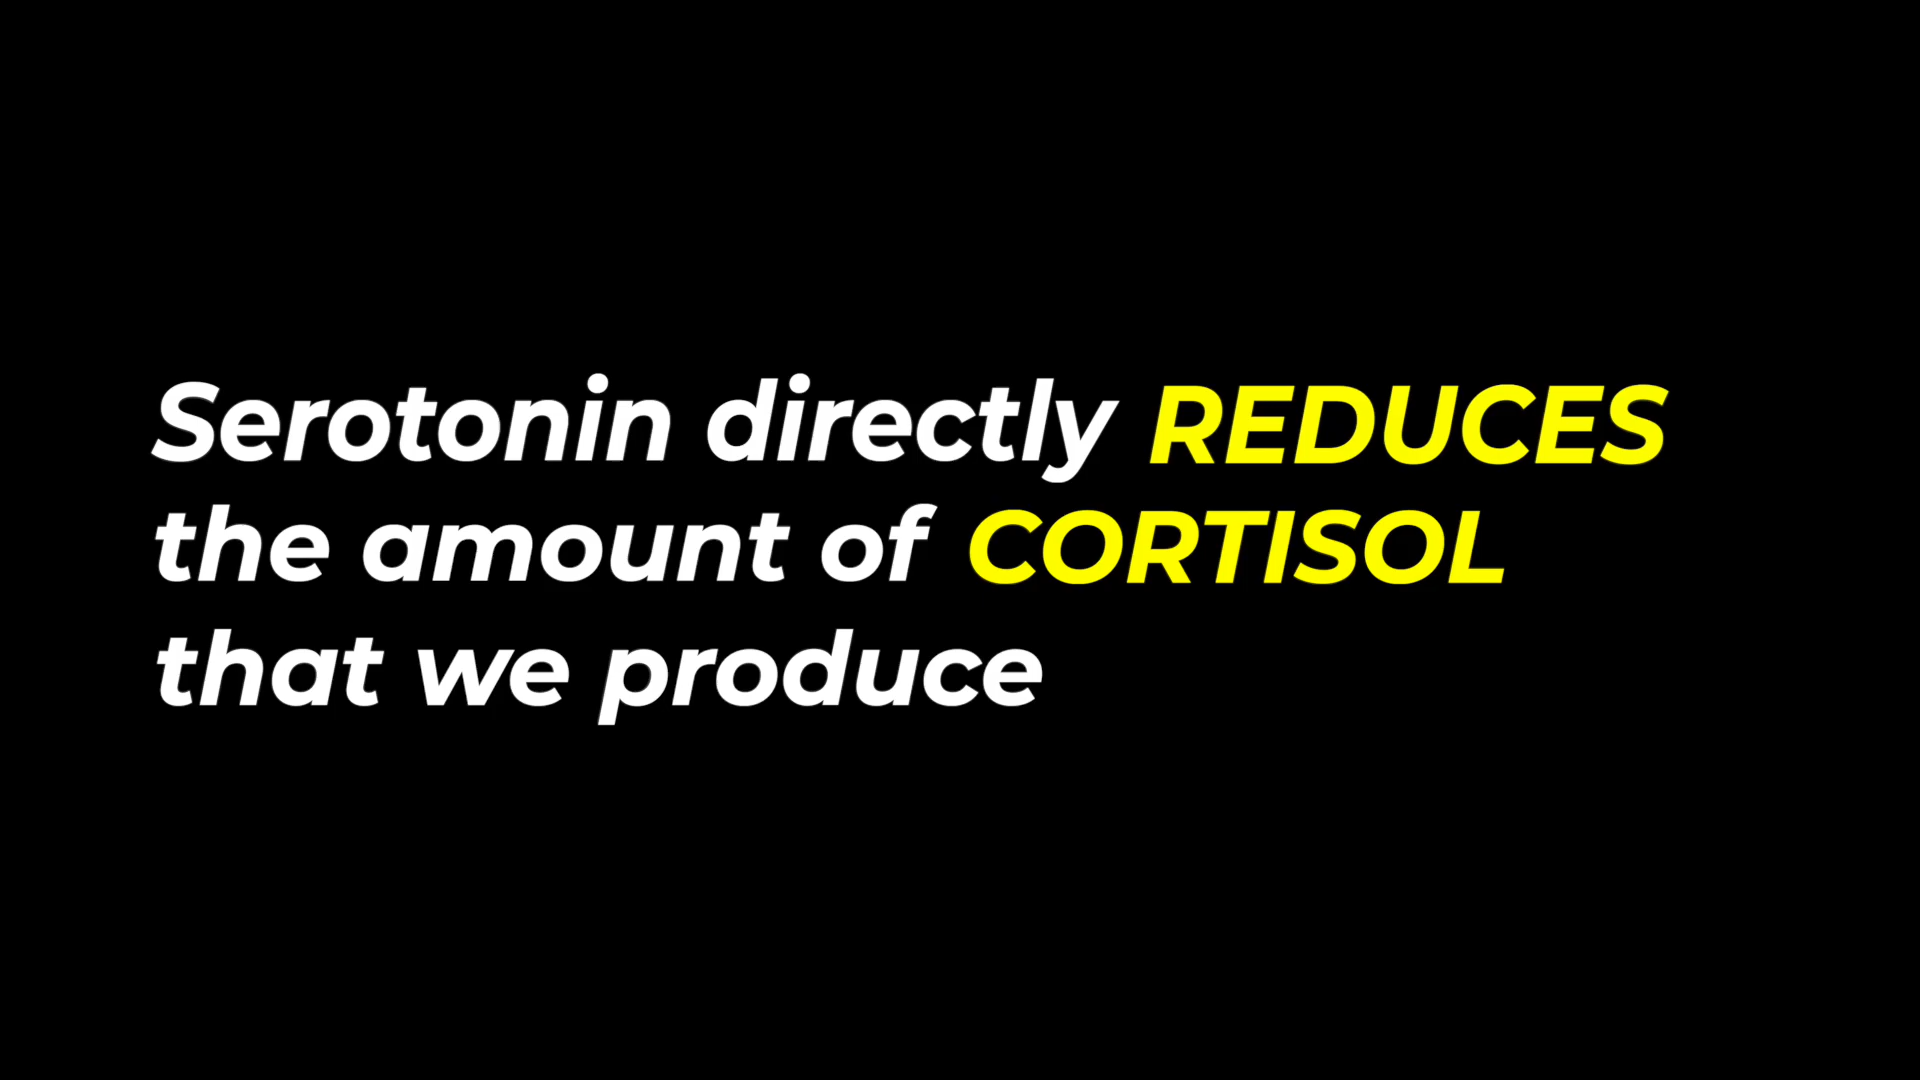 Serotonin directly REDUCES
the amount of CORTISOL
that we produce